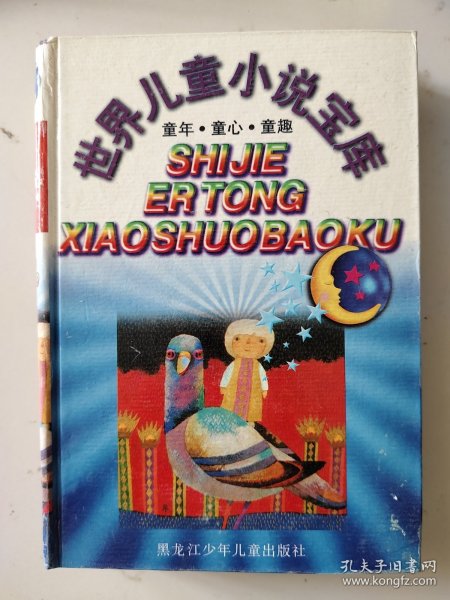 世界儿童小说宝库
童年·童心·童趣
SHIJIE
ERTONG
XIAOSHUOBAOKU
黑龙江少年儿童出版社
孔夫子旧书网
www.kongfz.com